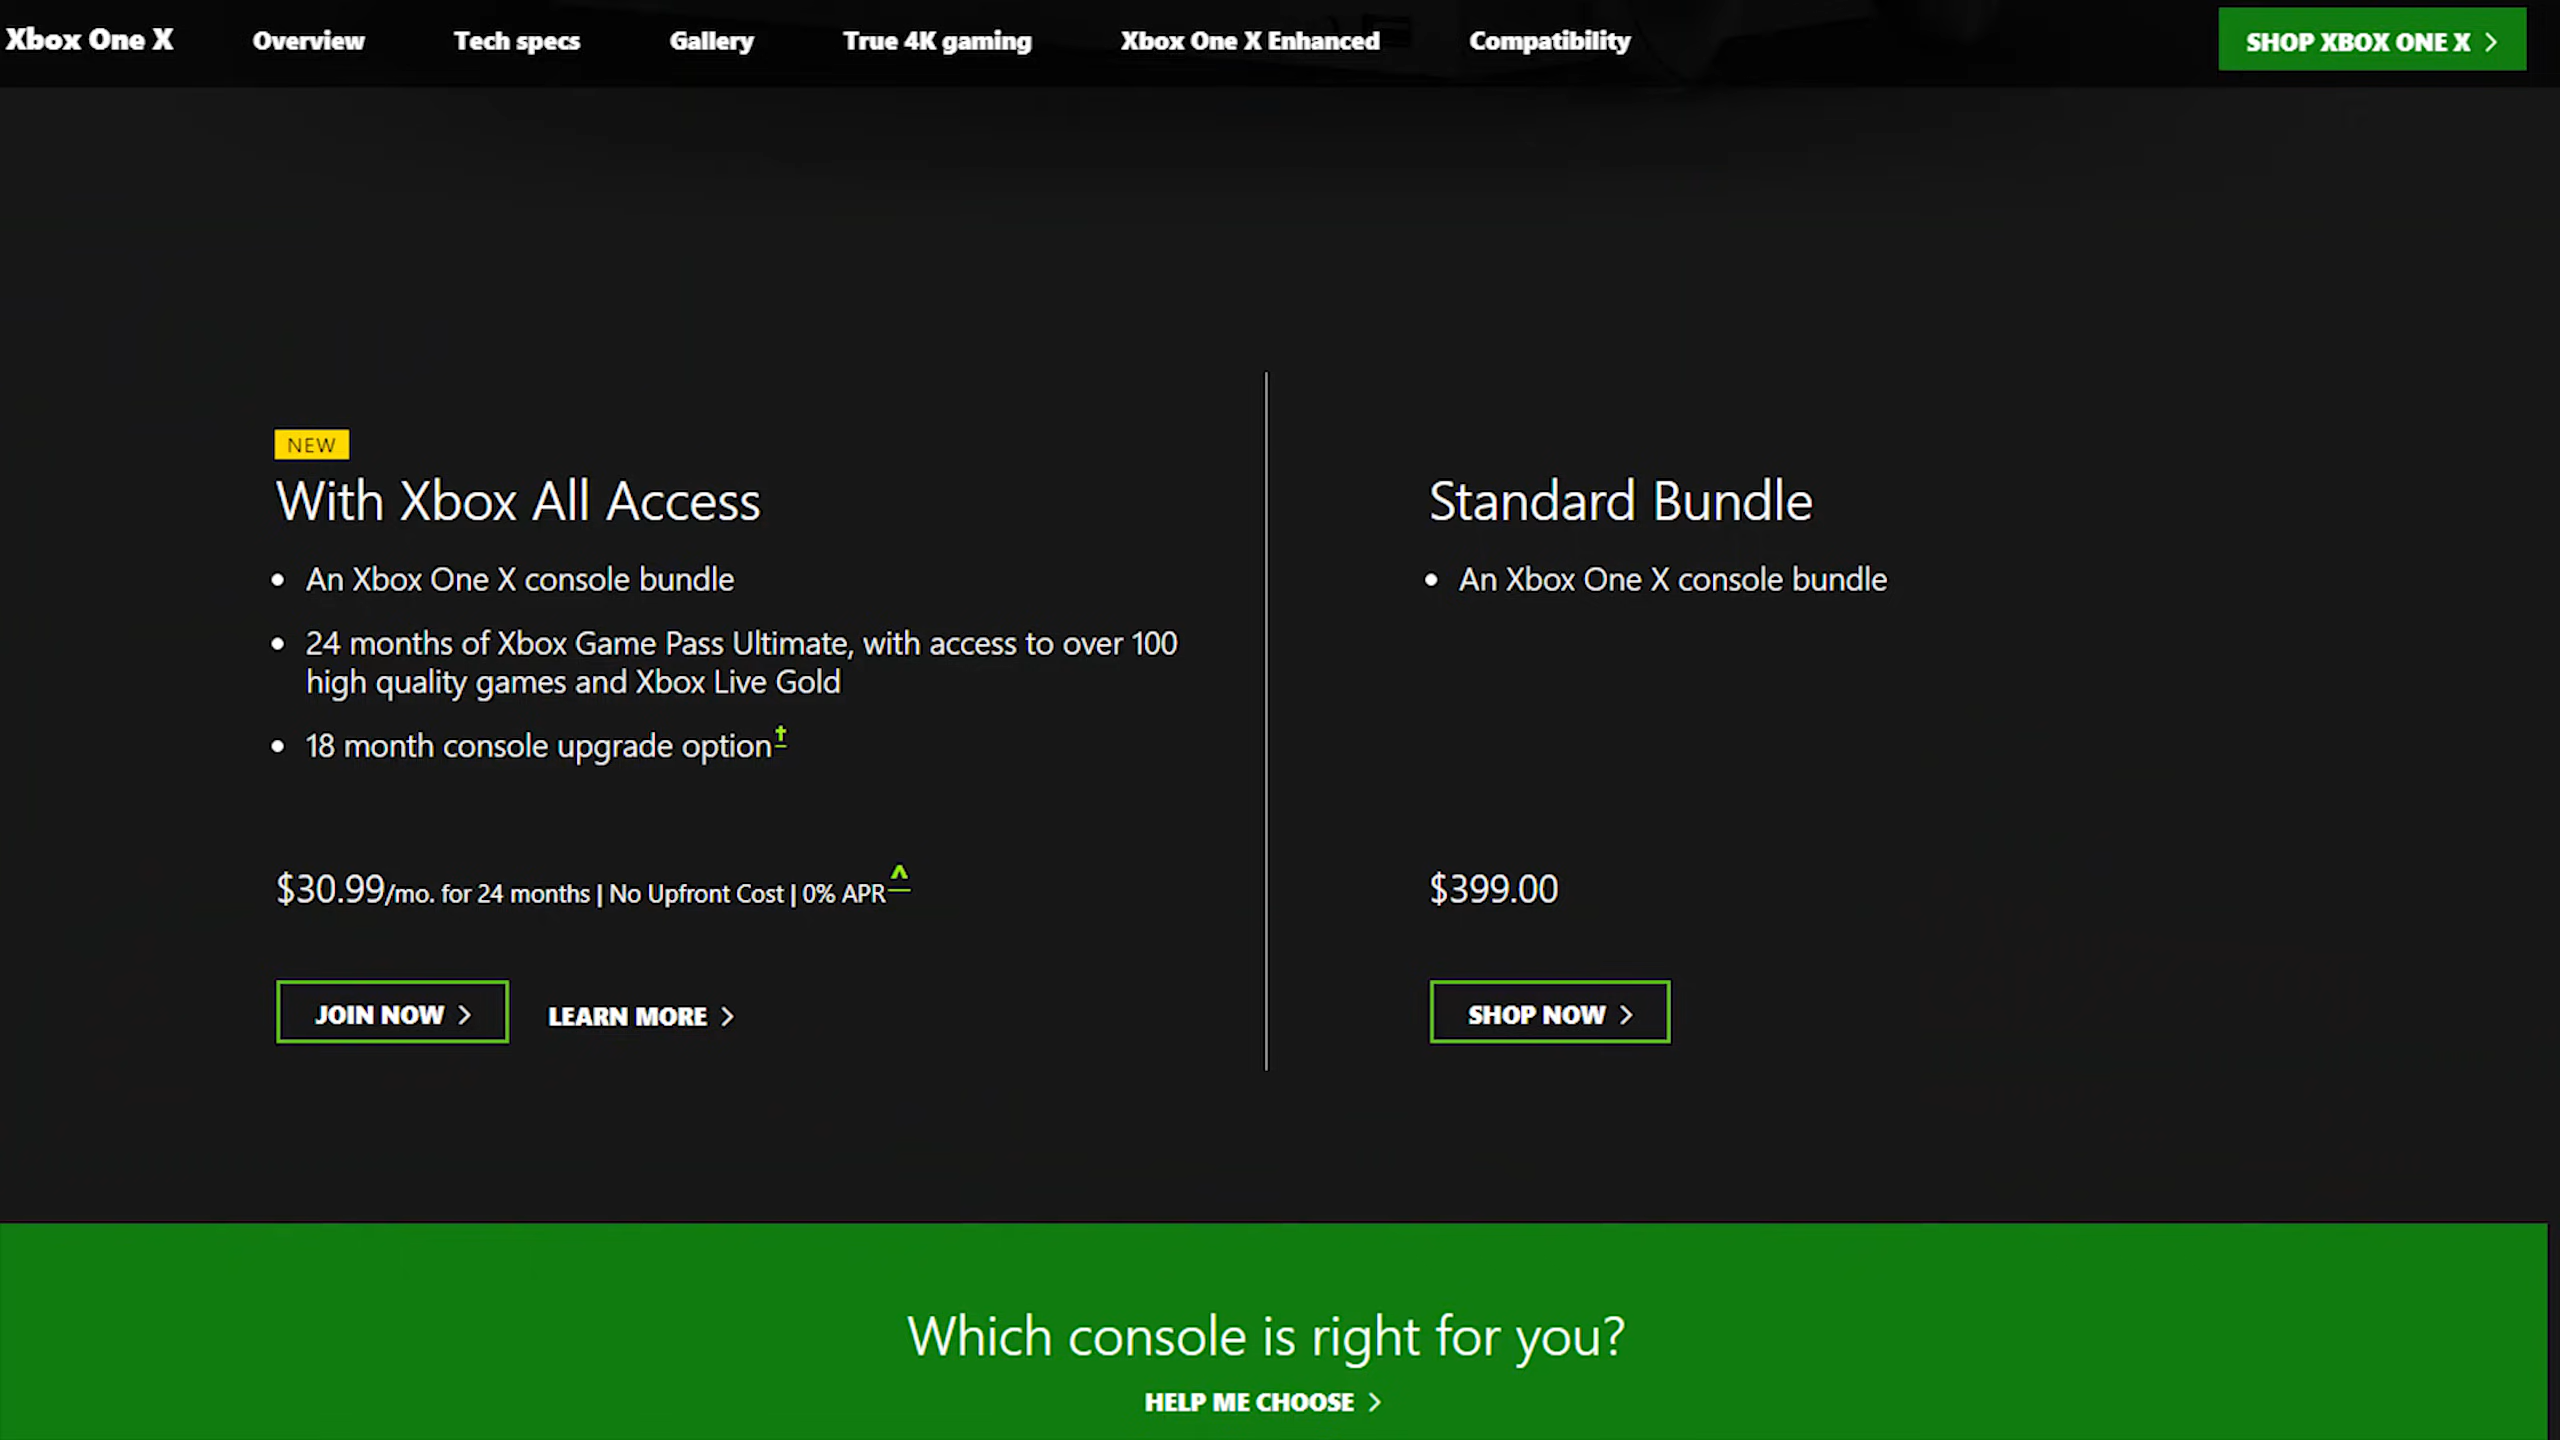 Xbox One X
Overview
Tech specs
Gallery
True 4K gaming
Xbox One X Enhanced
Compatibility
SHOP XBOX ONE X >
NEW
With Xbox All Access
• An Xbox One X console bundle
• 24 months of Xbox Game Pass Ultimate, with access to over 100
high quality games and Xbox Live Gold
• 18 month console upgrade option†
$30.99/mo. for 24 months | No Upfront Cost | 0% APR^
JOIN NOW >
LEARN MORE >
Standard Bundle
• An Xbox One X console bundle
$399.00
SHOP NOW >
Which console is right for you?
HELP ME CHOOSE >